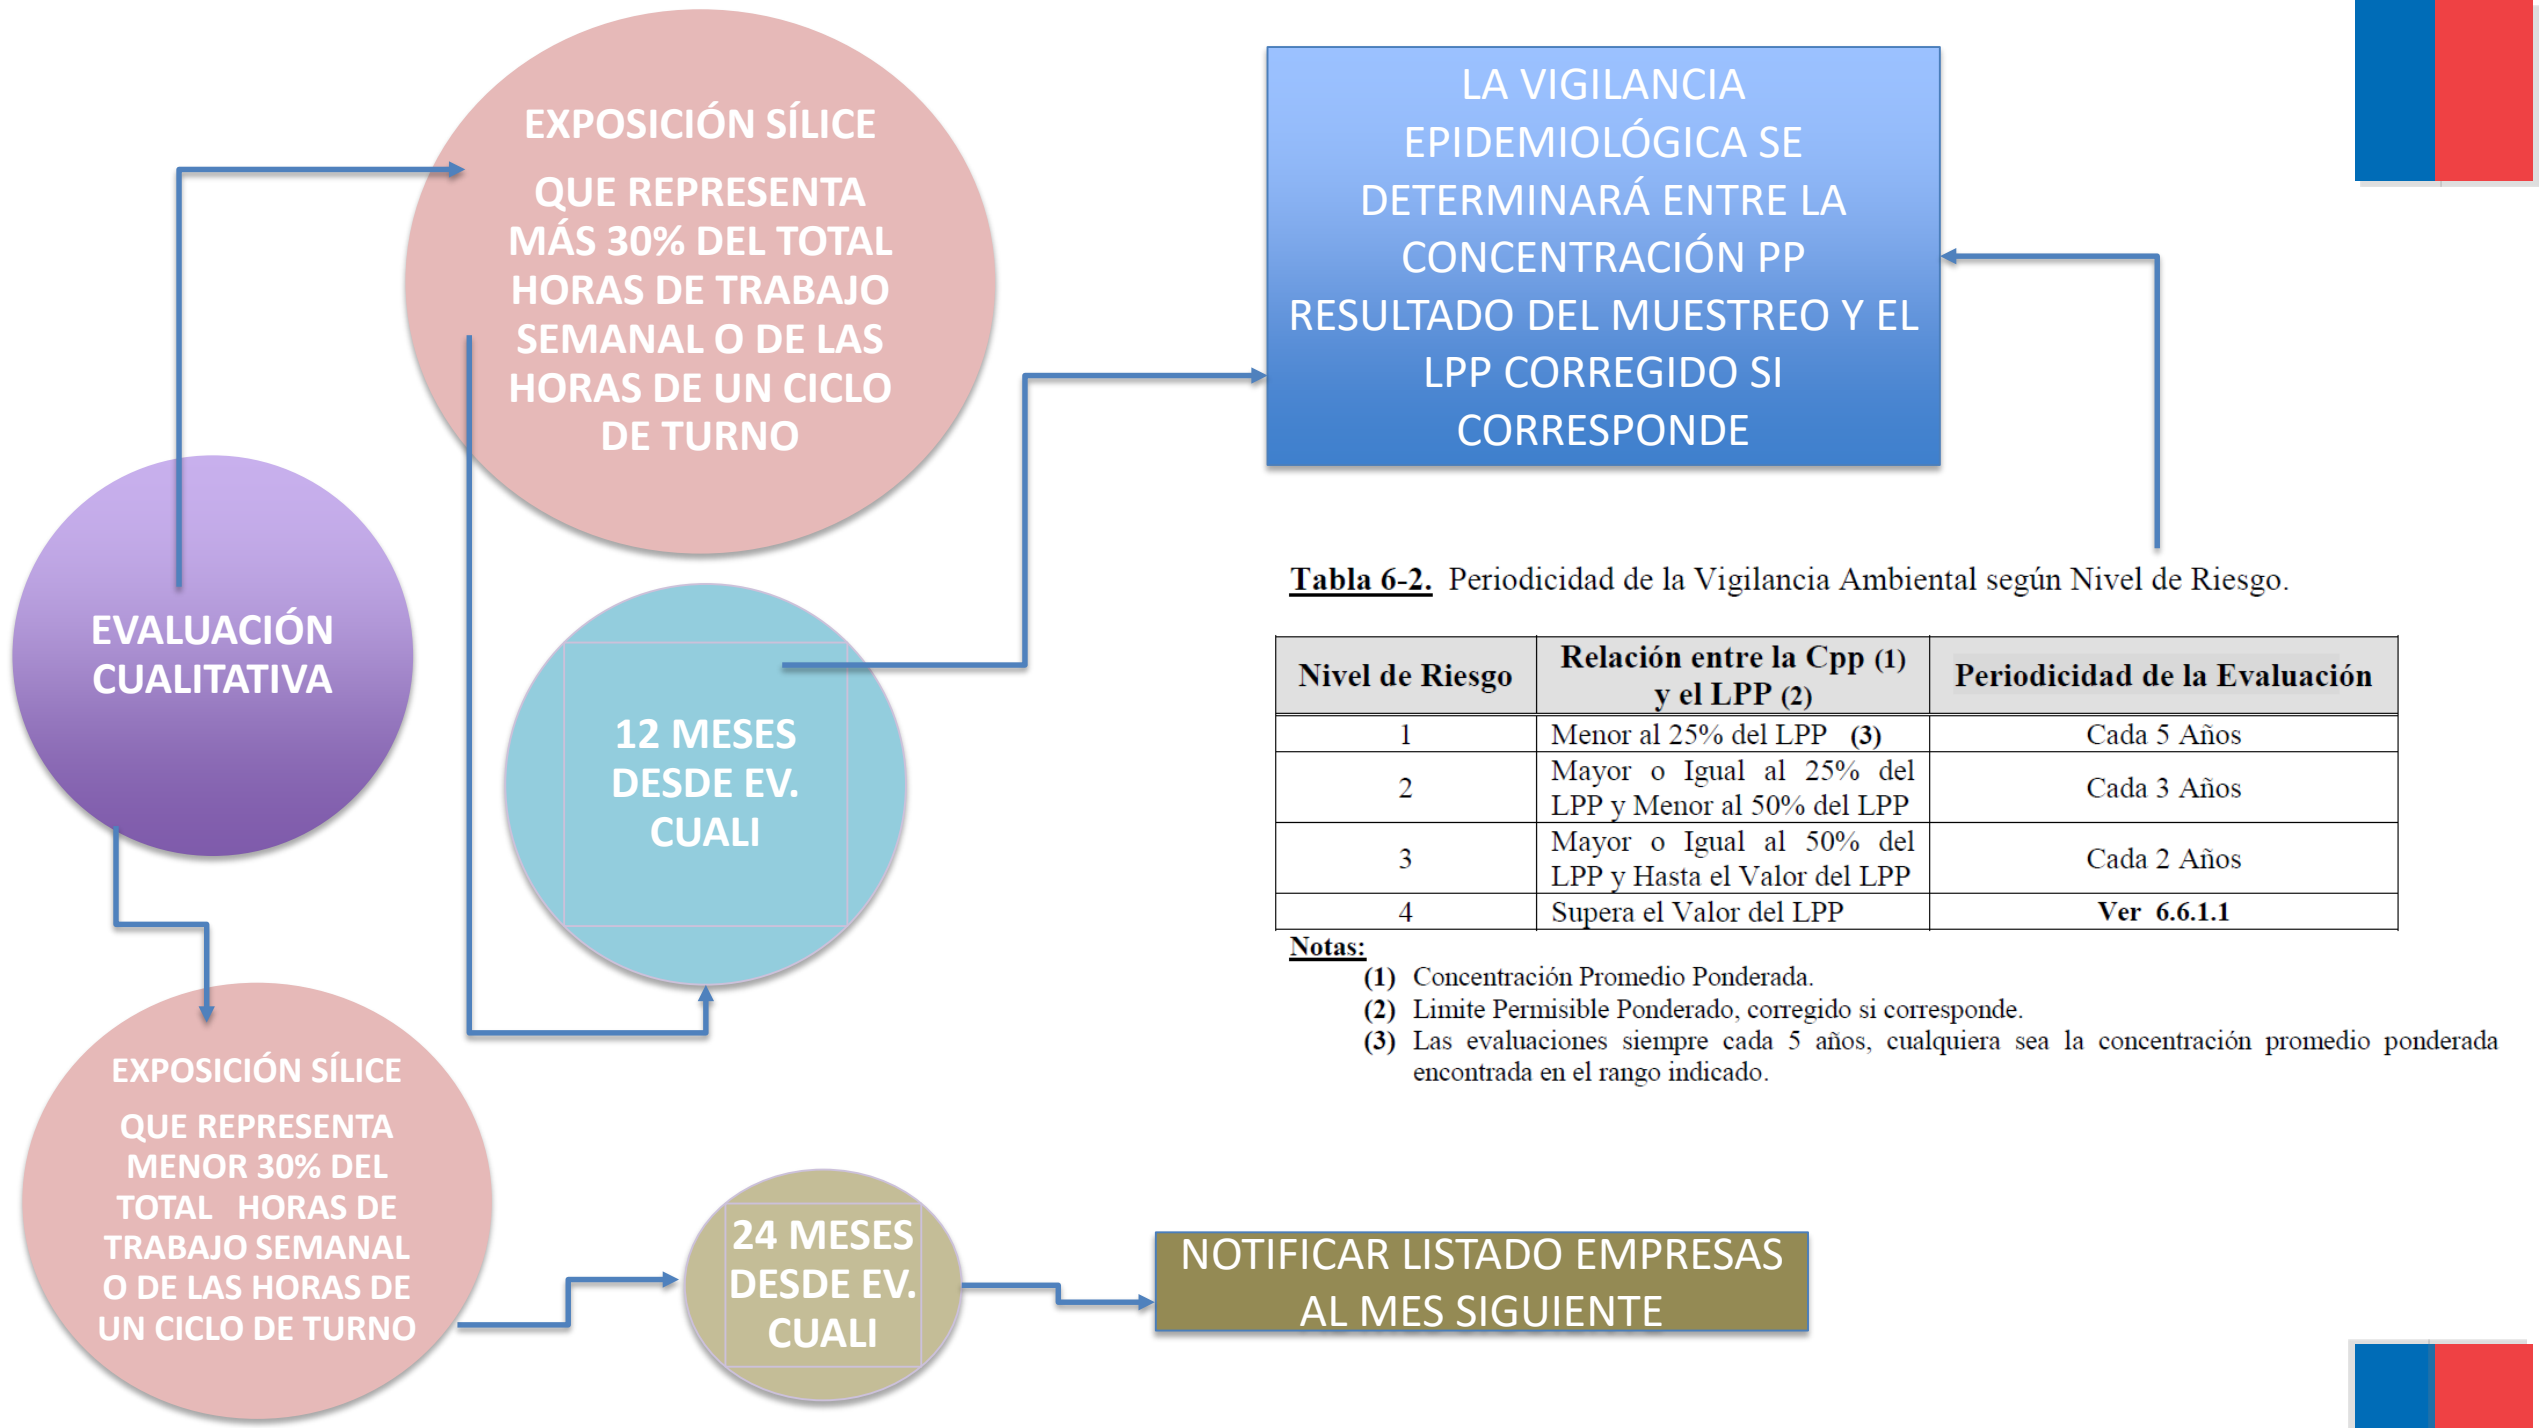 EXPOSICIÓN SÍLICE
QUE REPRESENTA
MÁS 30% DEL TOTAL
HORAS DE TRABAJO
SEMANAL O DE LAS
HORAS DE UN CICLO
DE TURNO
LA VIGILANCIA
EPIDEMIOLÓGICA SE
DETERMINARÁ ENTRE LA
CONCENTRACIÓN PP
RESULTADO DEL MUESTREO Y EL
LPP CORREGIDO SI
CORRESPONDE
EVALUACIÓN
CUALITATIVA
12 MESES
DESDE EV.
CUALI
Tabla 6-2. Periodicidad de la Vigilancia Ambiental según Nivel de Riesgo.
Nivel de Riesgo
Relación entre la Cpp (1)
y el LPP (2)
Periodicidad de la Evaluación
1
Menor al 25% del LPP (3)
Cada 5 Años
2
Mayor o Igual al 25% del
LPP y Menor al 50% del LPP
Cada 3 Años
3
Mayor o Igual al 50% del
LPP y Hasta el Valor del LPP
Cada 2 Años
4
Supera el Valor del LPP
Ver 6.6.1.1
Notas:
(1) Concentración Promedio Ponderada.
(2) Limite Permisible Ponderado, corregido si corresponde.
(3) Las evaluaciones siempre cada 5 años, cualquiera sea la concentración promedio ponderada
encontrada en el rango indicado.
EXPOSICIÓN SÍLICE
QUE REPRESENTA
MENOR 30% DEL
TOTAL HORAS DE
TRABAJO SEMANAL
O DE LAS HORAS DE
UN CICLO DE TURNO
24 MESES
DESDE EV.
CUALI
NOTIFICAR LISTADO EMPRESAS
AL MES SIGUIENTE